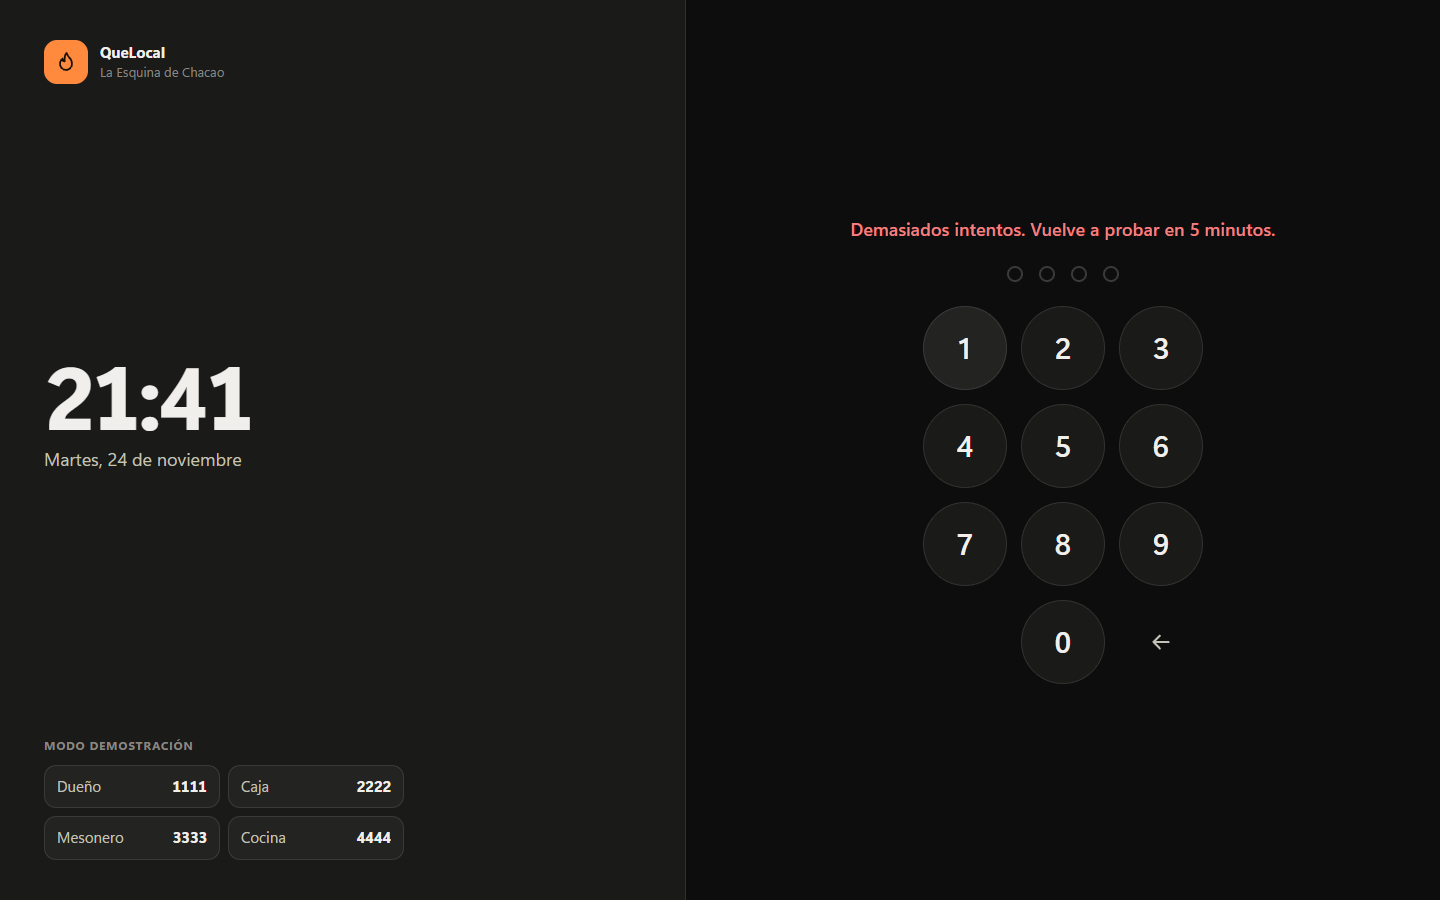 QueLocal
La Esquina de Chacao
21:41
Martes, 24 de noviembre
MODO DEMOSTRACIÓN
Dueño 1111
Caja 2222
Mesonero 3333
Cocina 4444
Demasiados intentos. Vuelve a probar en 5 minutos.
1 2 3
4 5 6
7 8 9
0